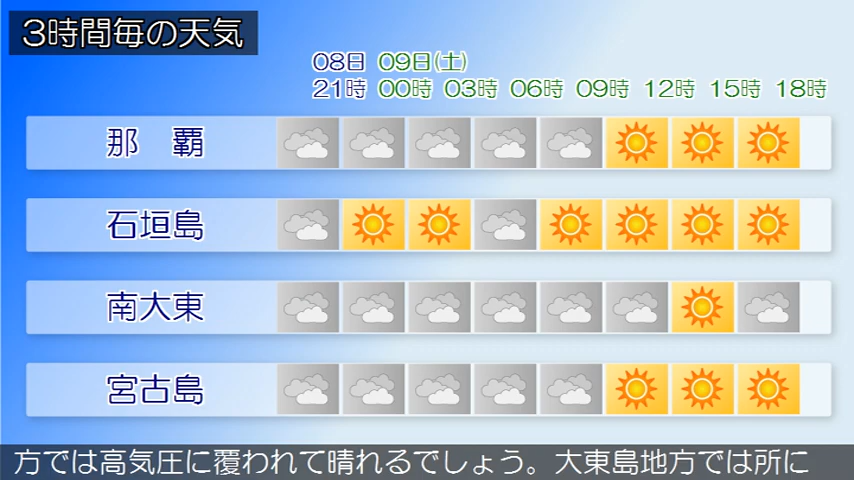 3時間毎の天気
08日 09日(土)
21時 00時 03時 06時 09時 12時 15時 18時
那　覇
石垣島
南大東
宮古島
方では高気圧に覆われて晴れるでしょう。大東島地方では所に